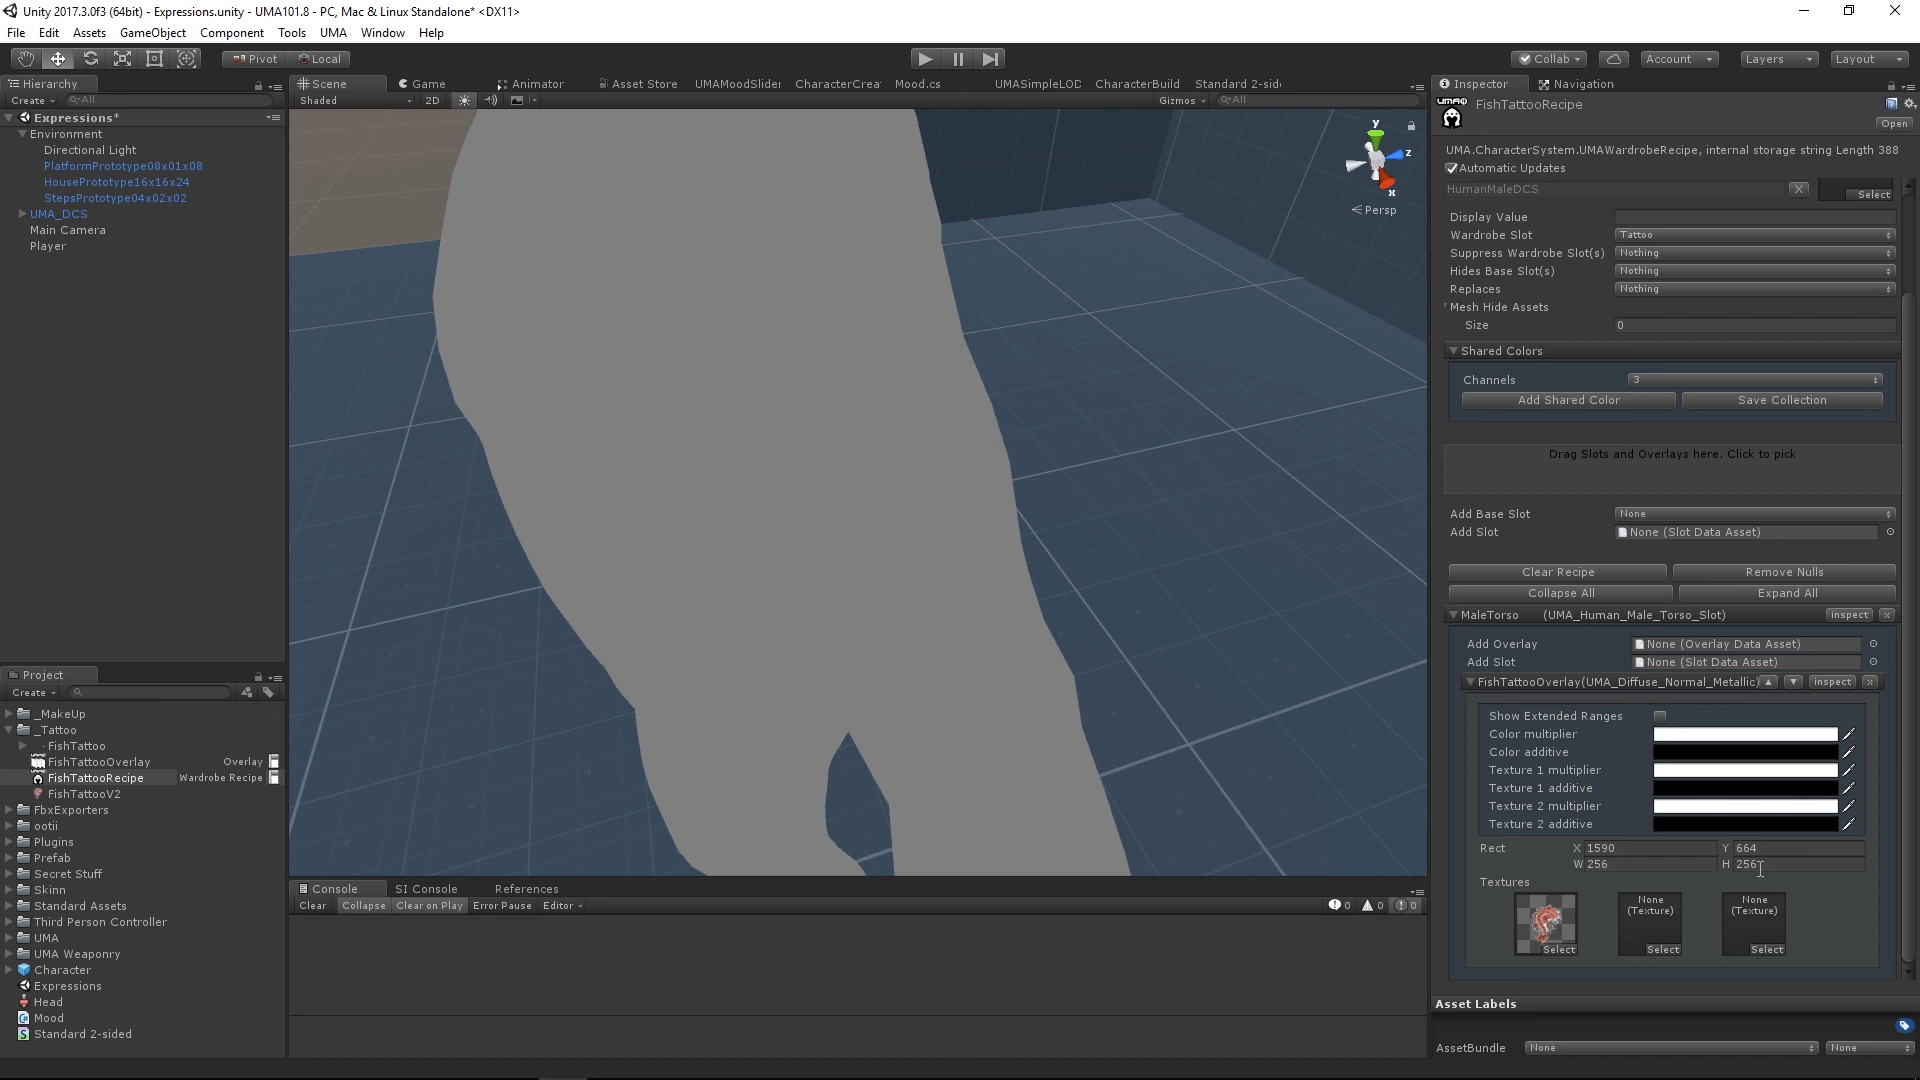 Unity 2017.3.0f3 (64bit) - Expressions.unity - UMA101.8 - PC, Mac & Linux Standalone* <DX11>
File Edit Assets GameObject Component Tools UMA Window Help
Pivot Local Collab Account Layers Layout
Hierarchy
Create All
Expressions*
Environment
Directional Light
PlatformPrototype08x01x08
HousePrototype16x16x24
StepsPrototype04x02x02
UMA_DCS
Main Camera
Player
Scene Game Animator Asset Store UMAMoodSlider CharacterCrea Mood.cs UMASimpleLOD CharacterBuild Standard 2-side
Shaded 2D Gizmos All
y
z
x
Persp
Project
Create
_MakeUp
_Tattoo
FishTattoo
FishTattooOverlay Overlay
FishTattooRecipe Wardrobe Recipe
FishTattooV2
FbxExporters
ootii
Plugins
Prefab
Secret Stuff
Skinn
Standard Assets
Third Person Controller
UMA
UMA Weaponry
Character
Expressions
Head
Mood
Standard 2-sided
Console SI Console References
Clear Collapse Clear on Play Error Pause Editor 0 0 0
Inspector Navigation
FishTattooRecipe
Open
UMA.CharacterSystem.UMAWardrobeRecipe, internal storage string Length 388
Automatic Updates
HumanMaleDCS X Select
Display Value
Wardrobe Slot Tattoo
Suppress Wardrobe Slot(s) Nothing
Hides Base Slot(s) Nothing
Replaces Nothing
Mesh Hide Assets
Size 0
Shared Colors
Channels 3
Add Shared Color Save Collection
Drag Slots and Overlays here. Click to pick
Add Base Slot None
Add Slot None (Slot Data Asset)
Clear Recipe Remove Nulls
Collapse All Expand All
MaleTorso (UMA_Human_Male_Torso_Slot) inspect x
Add Overlay None (Overlay Data Asset)
Add Slot None (Slot Data Asset)
FishTattooOverlay(UMA_Diffuse_Normal_Metallic) inspect x
Show Extended Ranges
Color multiplier
Color additive
Texture 1 multiplier
Texture 1 additive
Texture 2 multiplier
Texture 2 additive
Rect X 1590 Y 664
W 256 H 256
Textures
None (Texture) None (Texture)
Select Select Select
Asset Labels
AssetBundle None None